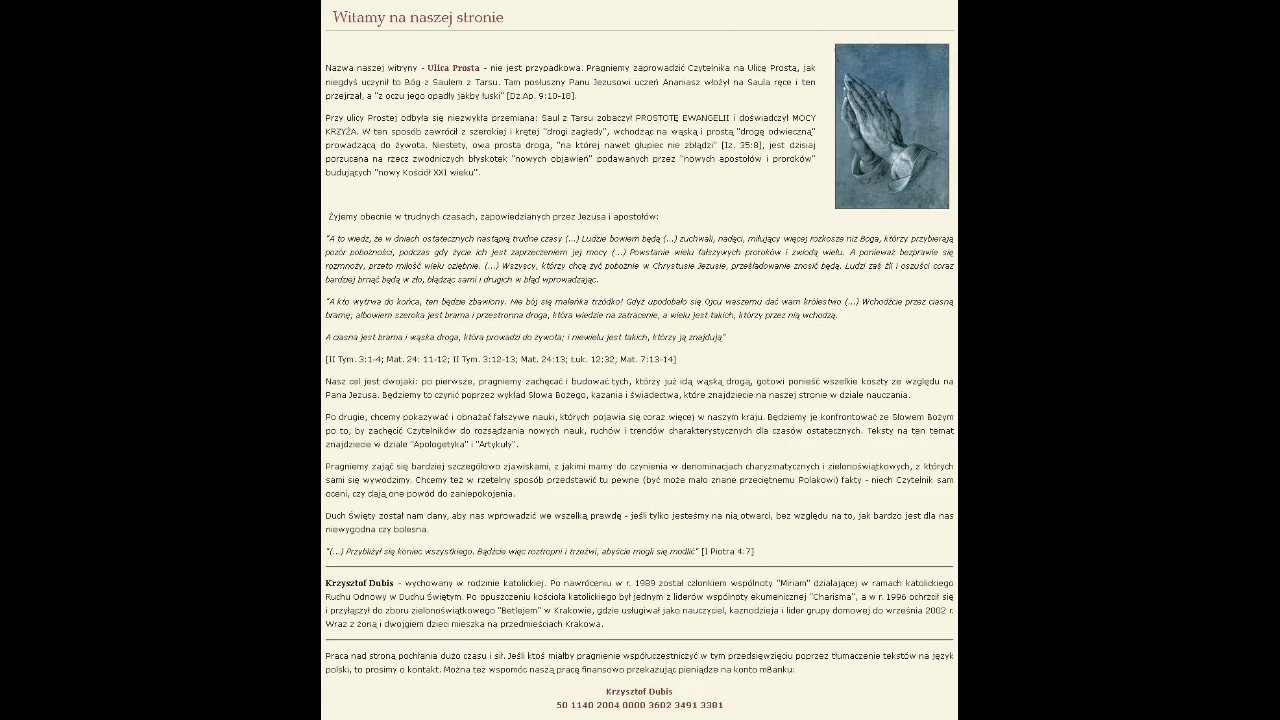 Witamy na naszej stronie
Nazwa naszej witryny - Ulica Prosta - nie jest przypadkowa. Pragniemy zaprowadzić Czytelnika na Ulicę Prostą, jak
niegdyś uczynił to Bóg z Saulem z Tarsu. Tam posłuszny Panu Jezusowi uczeń Ananiasz włożył na Saula ręce i ten
przejrzał, a "z oczu jego opadły jakby łuski" [Dz.Ap. 9:10-18].
Przy ulicy Prostej odbyła się niezwykła przemiana: Saul z Tarsu zobaczył PROSTOTĘ EWANGELII i doświadczył MOCY
KRZYŻA. W ten sposób zawrócił z szerokiej i krętej "drogi zagłady", wchodząc na wąską i prostą "drogę odwieczną"
prowadzącą do żywota. Niestety, owa prosta droga, "na której nawet głupiec nie zbłądzi" [Iz. 35:8], jest dzisiaj
porzucana na rzecz zwodniczych błyskotek "nowych objawień" podawanych przez "nowych apostołów i proroków"
budujących "nowy Kościół XXI wieku".
Żyjemy obecnie w trudnych czasach, zapowiedzianych przez Jezusa i apostołów:
"A to wiedz, że w dniach ostatecznych nastąpią trudne czasy (...) Ludzie bowiem będą (...) zuchwali, nadęci, miłujący więcej rozkosze niż Boga, którzy przybierają
pozór pobożności, podczas gdy życie ich jest zaprzeczeniem jej mocy (...) Powstanie wielu fałszywych proroków i zwiodą wielu. A ponieważ bezprawie się
rozmnoży, przeto miłość wielu oziębnie. (...) Wszyscy, którzy chcą żyć pobożnie w Chrystusie Jezusie, prześladowanie znosić będą. Ludzi zaś źli i oszuści coraz
bardziej brnąć będą w zło, błądząc sami i drugich w błąd wprowadzając.
"A kto wytrwa do końca, ten będzie zbawiony. Nie bój się maleńka trzódko! Gdyż upodobało się Ojcu waszemu dać wam królestwo (...) Wchodźcie przez ciasną
bramę; albowiem szeroka jest brama i przestronna droga, która wiedzie na zatracenie, a wielu jest takich, którzy przez nią wchodzą.
A ciasna jest brama i wąska droga, która prowadzi do żywota; i niewielu jest takich, którzy ją znajdują"
[II Tym. 3:1-4; Mat. 24: 11-12; II Tym. 3:12-13; Mat. 24:13; Łuk. 12:32; Mat. 7:13-14]
Nasz cel jest dwojaki: po pierwsze, pragniemy zachęcać i budować tych, którzy już idą wąską drogą, gotowi ponieść wszelkie koszty ze względu na
Pana Jezusa. Będziemy to czynić poprzez wykład Słowa Bożego, kazania i świadectwa, które znajdziecie na naszej stronie w dziale nauczania.
Po drugie, chcemy pokazywać i obnażać fałszywe nauki, których pojawia się coraz więcej w naszym kraju. Będziemy je konfrontować ze Słowem Bożym
po to, by zachęcić Czytelników do rozsądzania nowych nauk, ruchów i trendów charakterystycznych dla czasów ostatecznych. Teksty na ten temat
znajdziecie w dziale "Apologetyka" i "Artykuły".
Pragniemy zająć się bardziej szczegółowo zjawiskami, z jakimi mamy do czynienia w denominacjach charyzmatycznych i zielonoświątkowych, z których
sami się wywodzimy. Chcemy też w rzetelny sposób przedstawić tu pewne (być może mało znane przeciętnemu Polakowi) fakty - niech Czytelnik sam
oceni, czy dają one powód do zaniepokojenia.
Duch Święty został nam dany, aby nas wprowadzić we wszelką prawdę - jeśli tylko jesteśmy na nią otwarci, bez względu na to, jak bardzo jest dla nas
niewygodna czy bolesna.
"(...) Przybliżył się koniec wszystkiego. Bądźcie więc roztropni i trzeźwi, abyście mogli się modlić" [I Piotra 4:7]
Krzysztof Dubis - wychowany w rodzinie katolickiej. Po nawróceniu w r. 1989 został członkiem wspólnoty "Miriam" działającej w ramach katolickiego
Ruchu Odnowy w Duchu Świętym. Po opuszczeniu kościoła katolickiego był jednym z liderów wspólnoty ekumenicznej "Charisma", a w r. 1996 ochrzcił się
i przyłączył do zboru zielonoświątkowego "Betlejem" w Krakowie, gdzie usługiwał jako nauczyciel, kaznodzieja i lider grupy domowej do września 2002 r.
Wraz z żoną i dwojgiem dzieci mieszka na przedmieściach Krakowa.
Praca nad stroną pochłania dużo czasu i sił. Jeśli ktoś miałby pragnienie współuczestniczyć w tym przedsięwzięciu poprzez tłumaczenie tekstów na język
polski, to prosimy o kontakt. Można też wspomóc naszą pracę finansowo przekazując pieniądze na konto mBanku:
Krzysztof Dubis
50 1140 2004 0000 3602 3491 3381